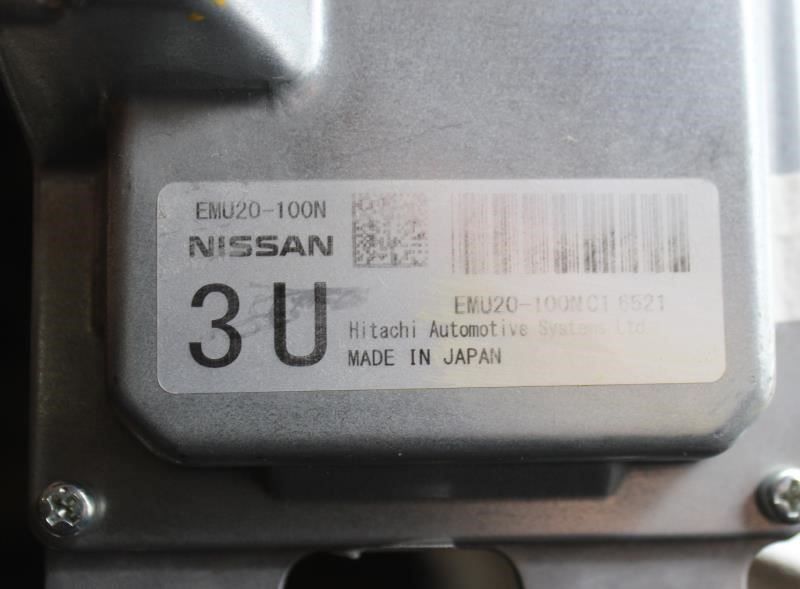 EMU20-100N
NISSAN
3U
EMU20-100N C1 6521
Hitachi Automotive Systems Ltd
MADE IN JAPAN